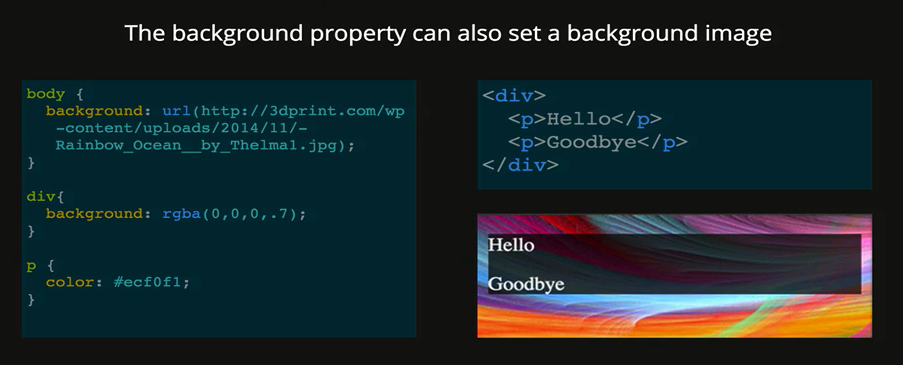 The background property can also set a background image
body {
background: url(http://3dprint.com/wp
-content/uploads/2014/11/-
Rainbow_Ocean__by_Thelma1.jpg);
}
div{
background: rgba(0,0,0,.7);
}
p {
color: #ecf0f1;
}
<div>
<p>Hello</p>
<p>Goodbye</p>
</div>
Hello
Goodbye